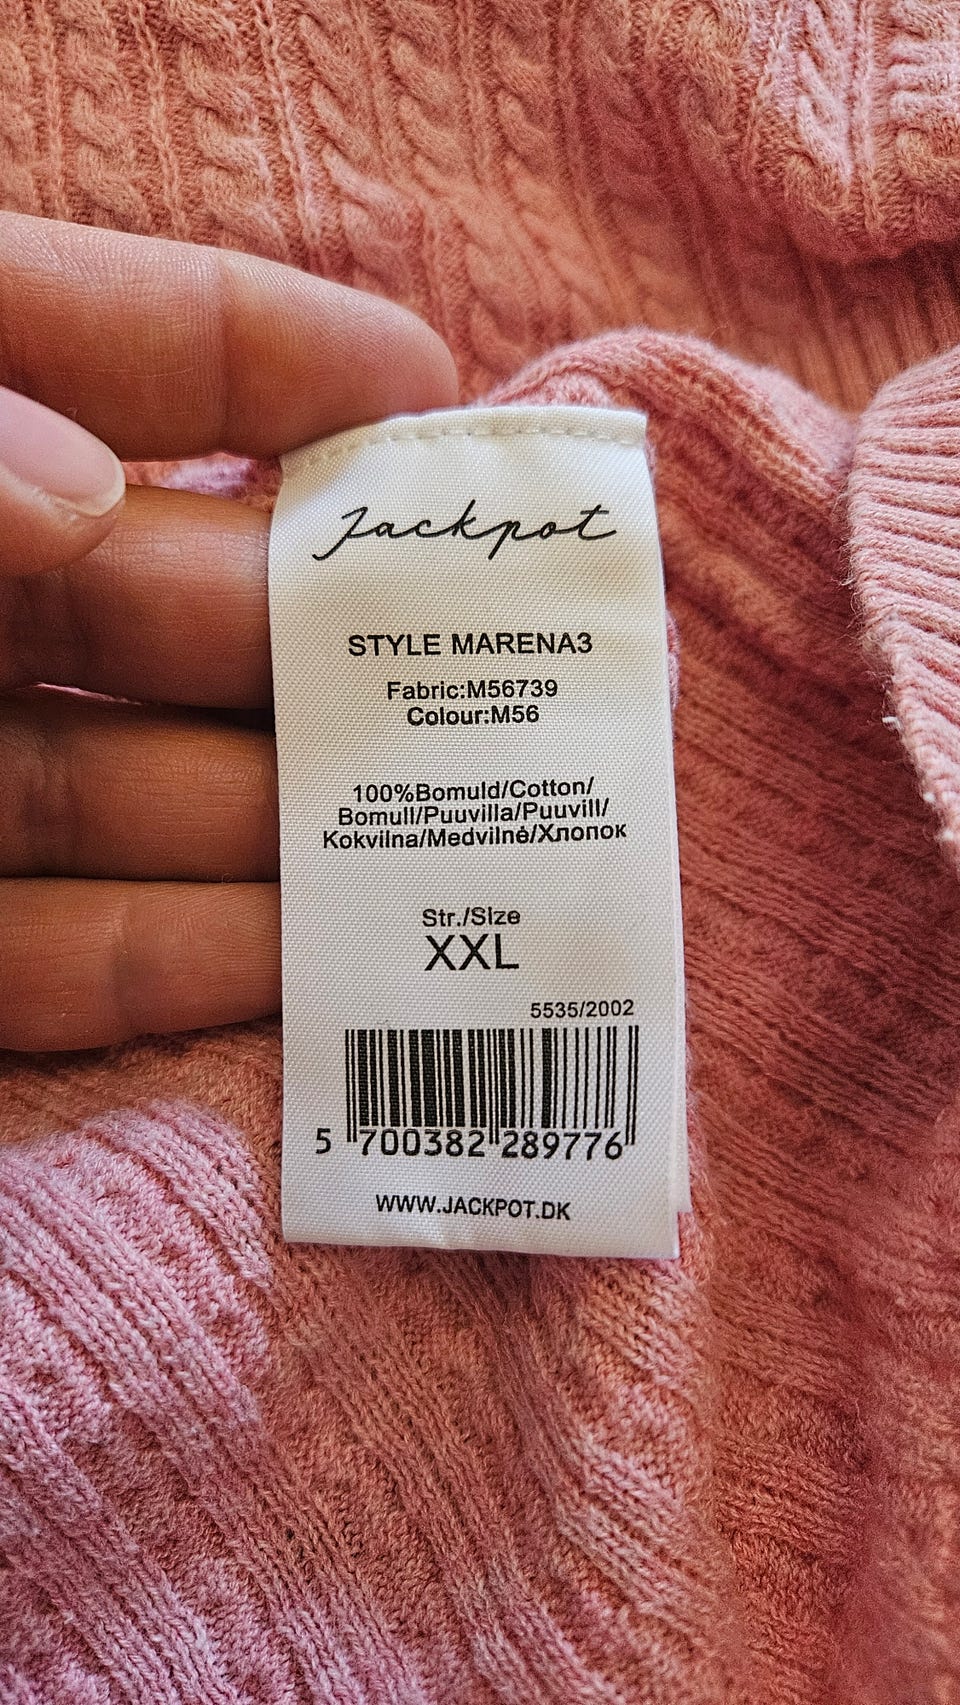 Jackpot
STYLE MARENA3
Fabric:M56739
Colour:M56
100%Bomuld/Cotton/
Bomull/Puuvilla/Puuvill/
Kokvilna/Medvilnė/Хлопок
Str./Size
XXL
5535/2002
5 700382 289776
WWW.JACKPOT.DK